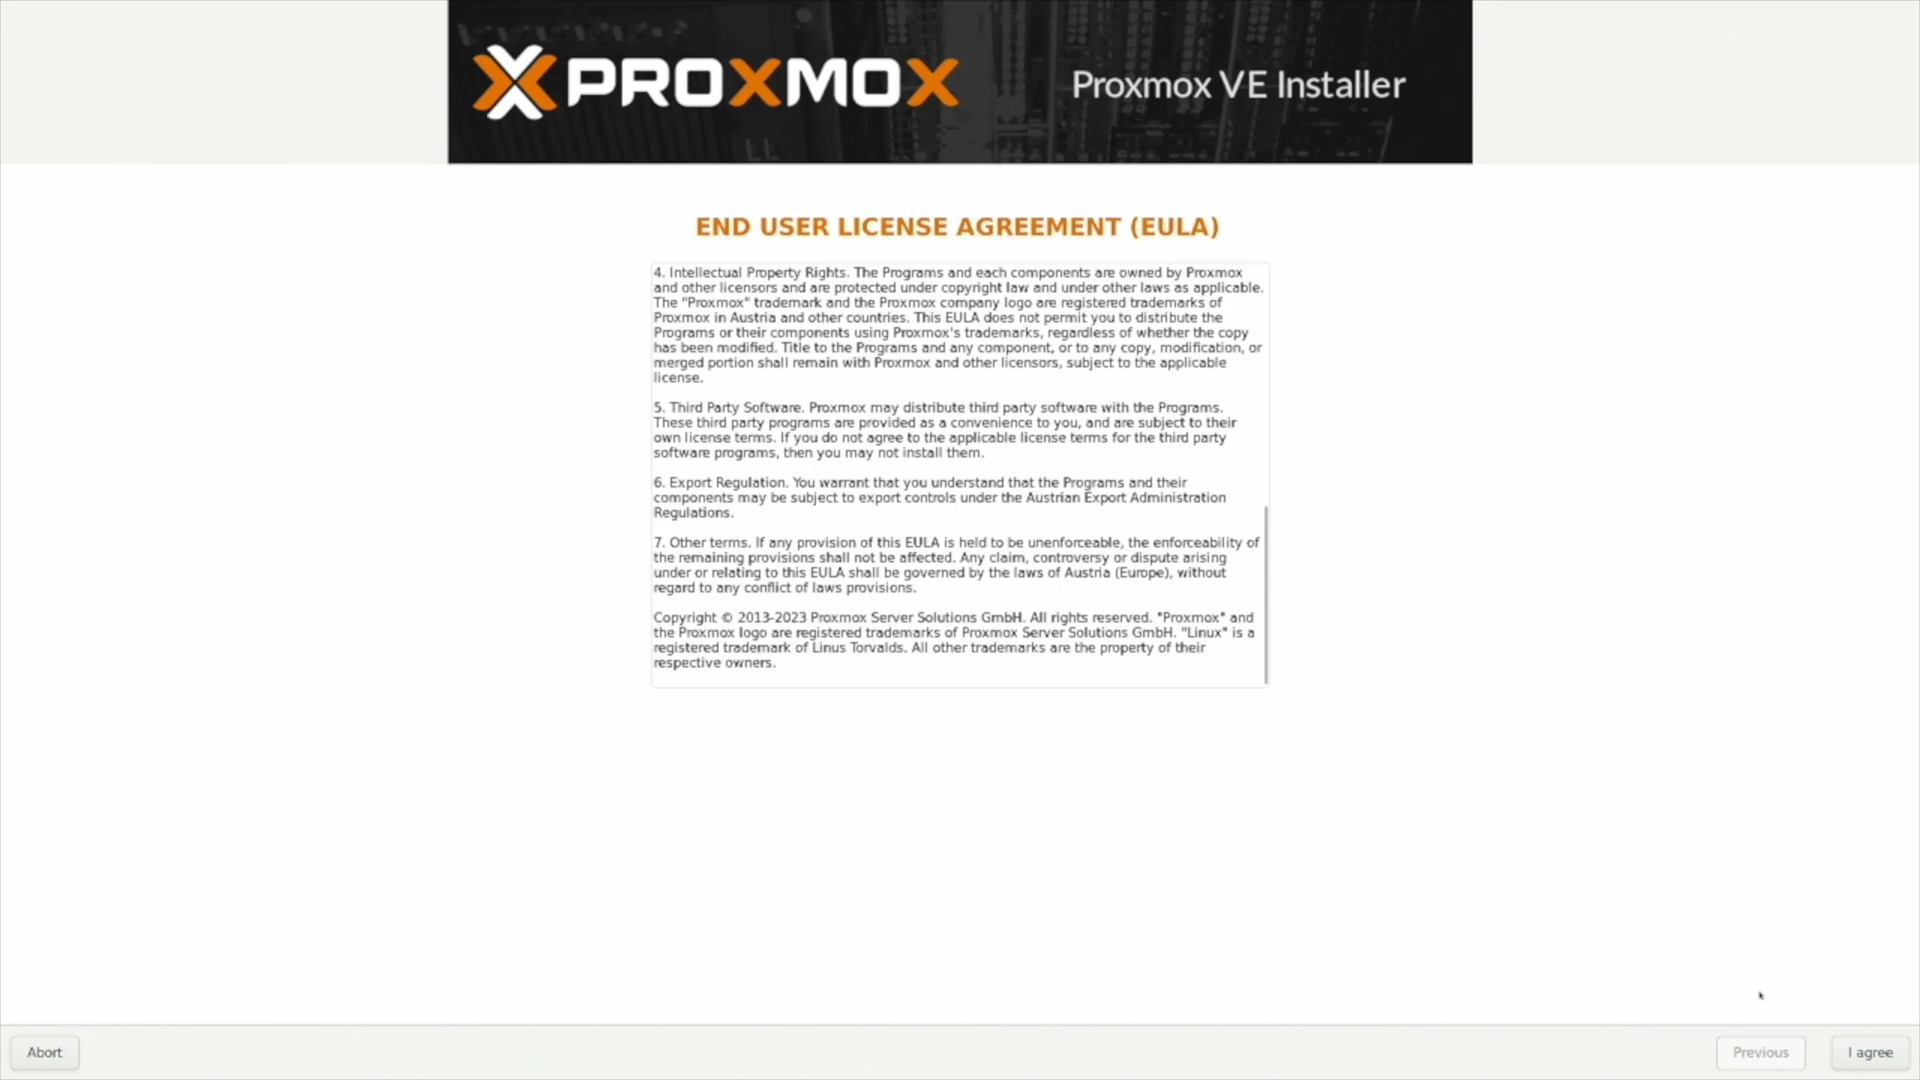 PROXMOX
Proxmox VE Installer
END USER LICENSE AGREEMENT (EULA)
4. Intellectual Property Rights. The Programs and each components are owned by Proxmox
and other licensors and are protected under copyright law and under other laws as applicable.
The "Proxmox" trademark and the Proxmox company logo are registered trademarks of
Proxmox in Austria and other countries. This EULA does not permit you to distribute the
Programs or their components using Proxmox's trademarks, regardless of whether the copy
has been modified. Title to the Programs and any component, or to any copy, modification, or
merged portion shall remain with Proxmox and other licensors, subject to the applicable
license.
5. Third Party Software. Proxmox may distribute third party software with the Programs.
These third party programs are provided as a convenience to you, and are subject to their
own license terms. If you do not agree to the applicable license terms for the third party
software programs, then you may not install them.
6. Export Regulation. You warrant that you understand that the Programs and their
components may be subject to export controls under the Austrian Export Administration
Regulations.
7. Other terms. If any provision of this EULA is held to be unenforceable, the enforceability of
the remaining provisions shall not be affected. Any claim, controversy or dispute arising
under or relating to this EULA shall be governed by the laws of Austria (Europe), without
regard to any conflict of laws provisions.
Copyright © 2013-2023 Proxmox Server Solutions GmbH. All rights reserved. "Proxmox" and
the Proxmox logo are registered trademarks of Proxmox Server Solutions GmbH. "Linux" is a
registered trademark of Linus Torvalds. All other trademarks are the property of their
respective owners.
Abort
Previous
I agree